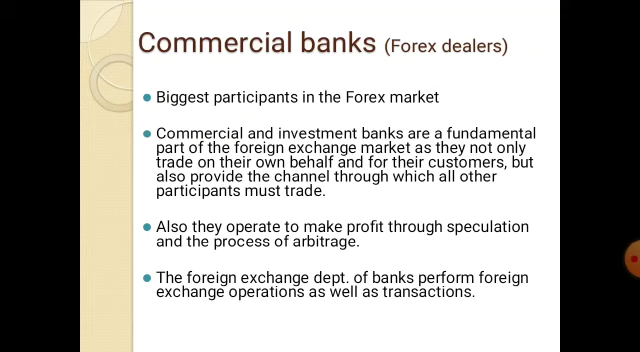 Commercial banks (Forex dealers)
Biggest participants in the Forex market
Commercial and investment banks are a fundamental
part of the foreign exchange market as they not only
trade on their own behalf and for their customers, but
also provide the channel through which all other
participants must trade.
Also they operate to make profit through speculation
and the process of arbitrage.
The foreign exchange dept. of banks perform foreign
exchange operations as well as transactions.